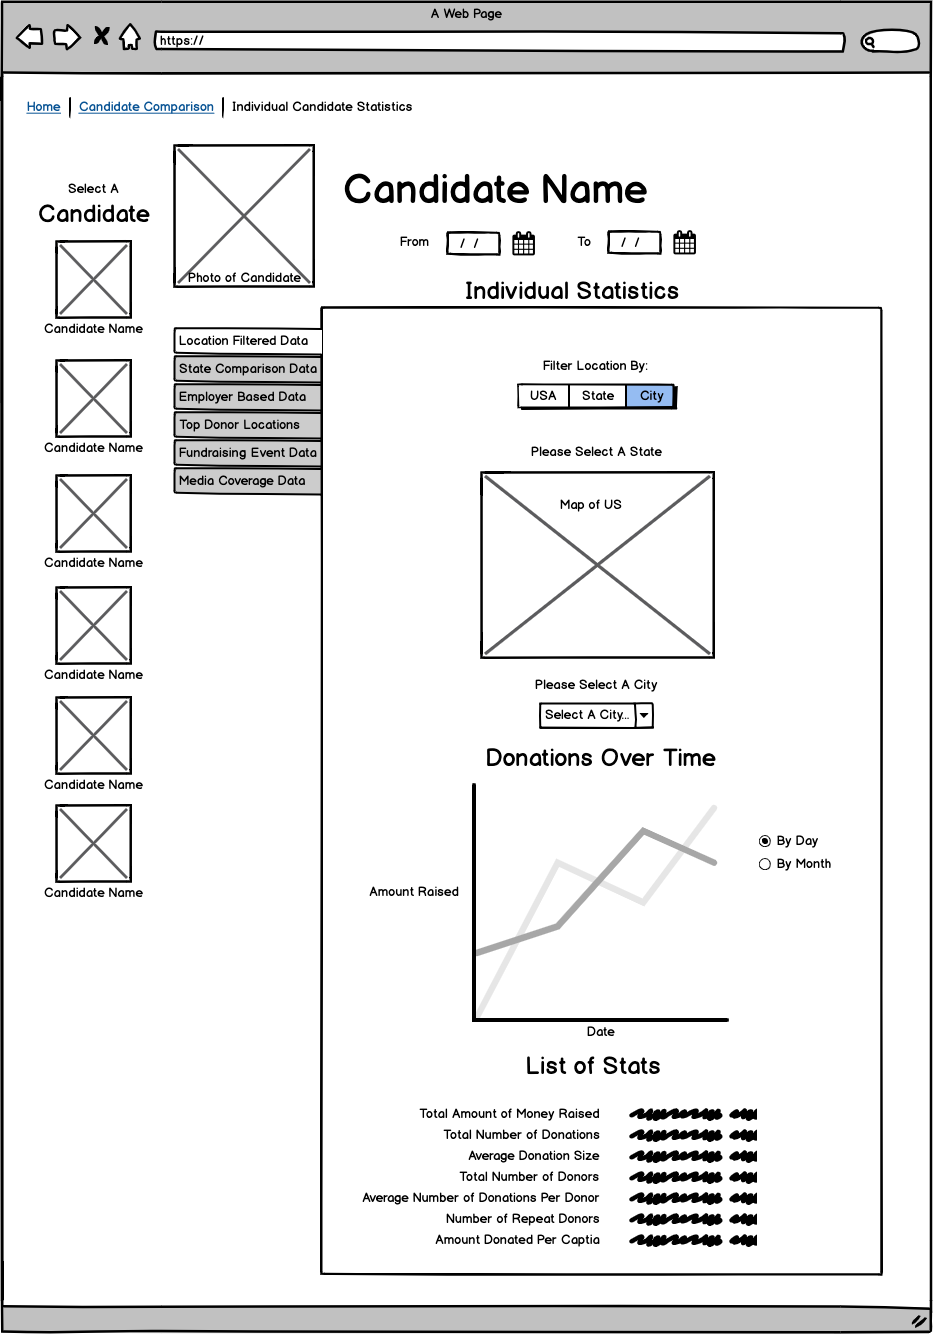 A Web Page
https://
Home | Candidate Comparison | Individual Candidate Statistics
Select A
Candidate
Candidate Name
Candidate Name
Candidate Name
Candidate Name
Candidate Name
Candidate Name
Photo of Candidate
Candidate Name
From / / To / /
Individual Statistics
Location Filtered Data
State Comparison Data
Employer Based Data
Top Donor Locations
Fundraising Event Data
Media Coverage Data
Filter Location By:
USA State City
Please Select A State
Map of US
Please Select A City
Select A City...
Donations Over Time
By Day
By Month
Amount Raised
Date
List of Stats
Total Amount of Money Raised
Total Number of Donations
Average Donation Size
Total Number of Donors
Average Number of Donations Per Donor
Number of Repeat Donors
Amount Donated Per Captia